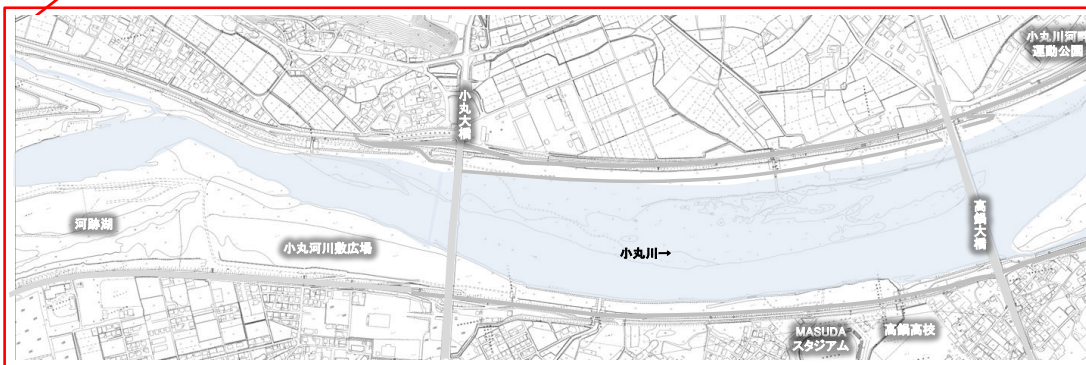 小丸川河敷
運動公園
小丸大橋
河跡湖
小丸河川敷広場
小丸川→
高鍋大橋
MASUDA
スタジアム
高鍋高校